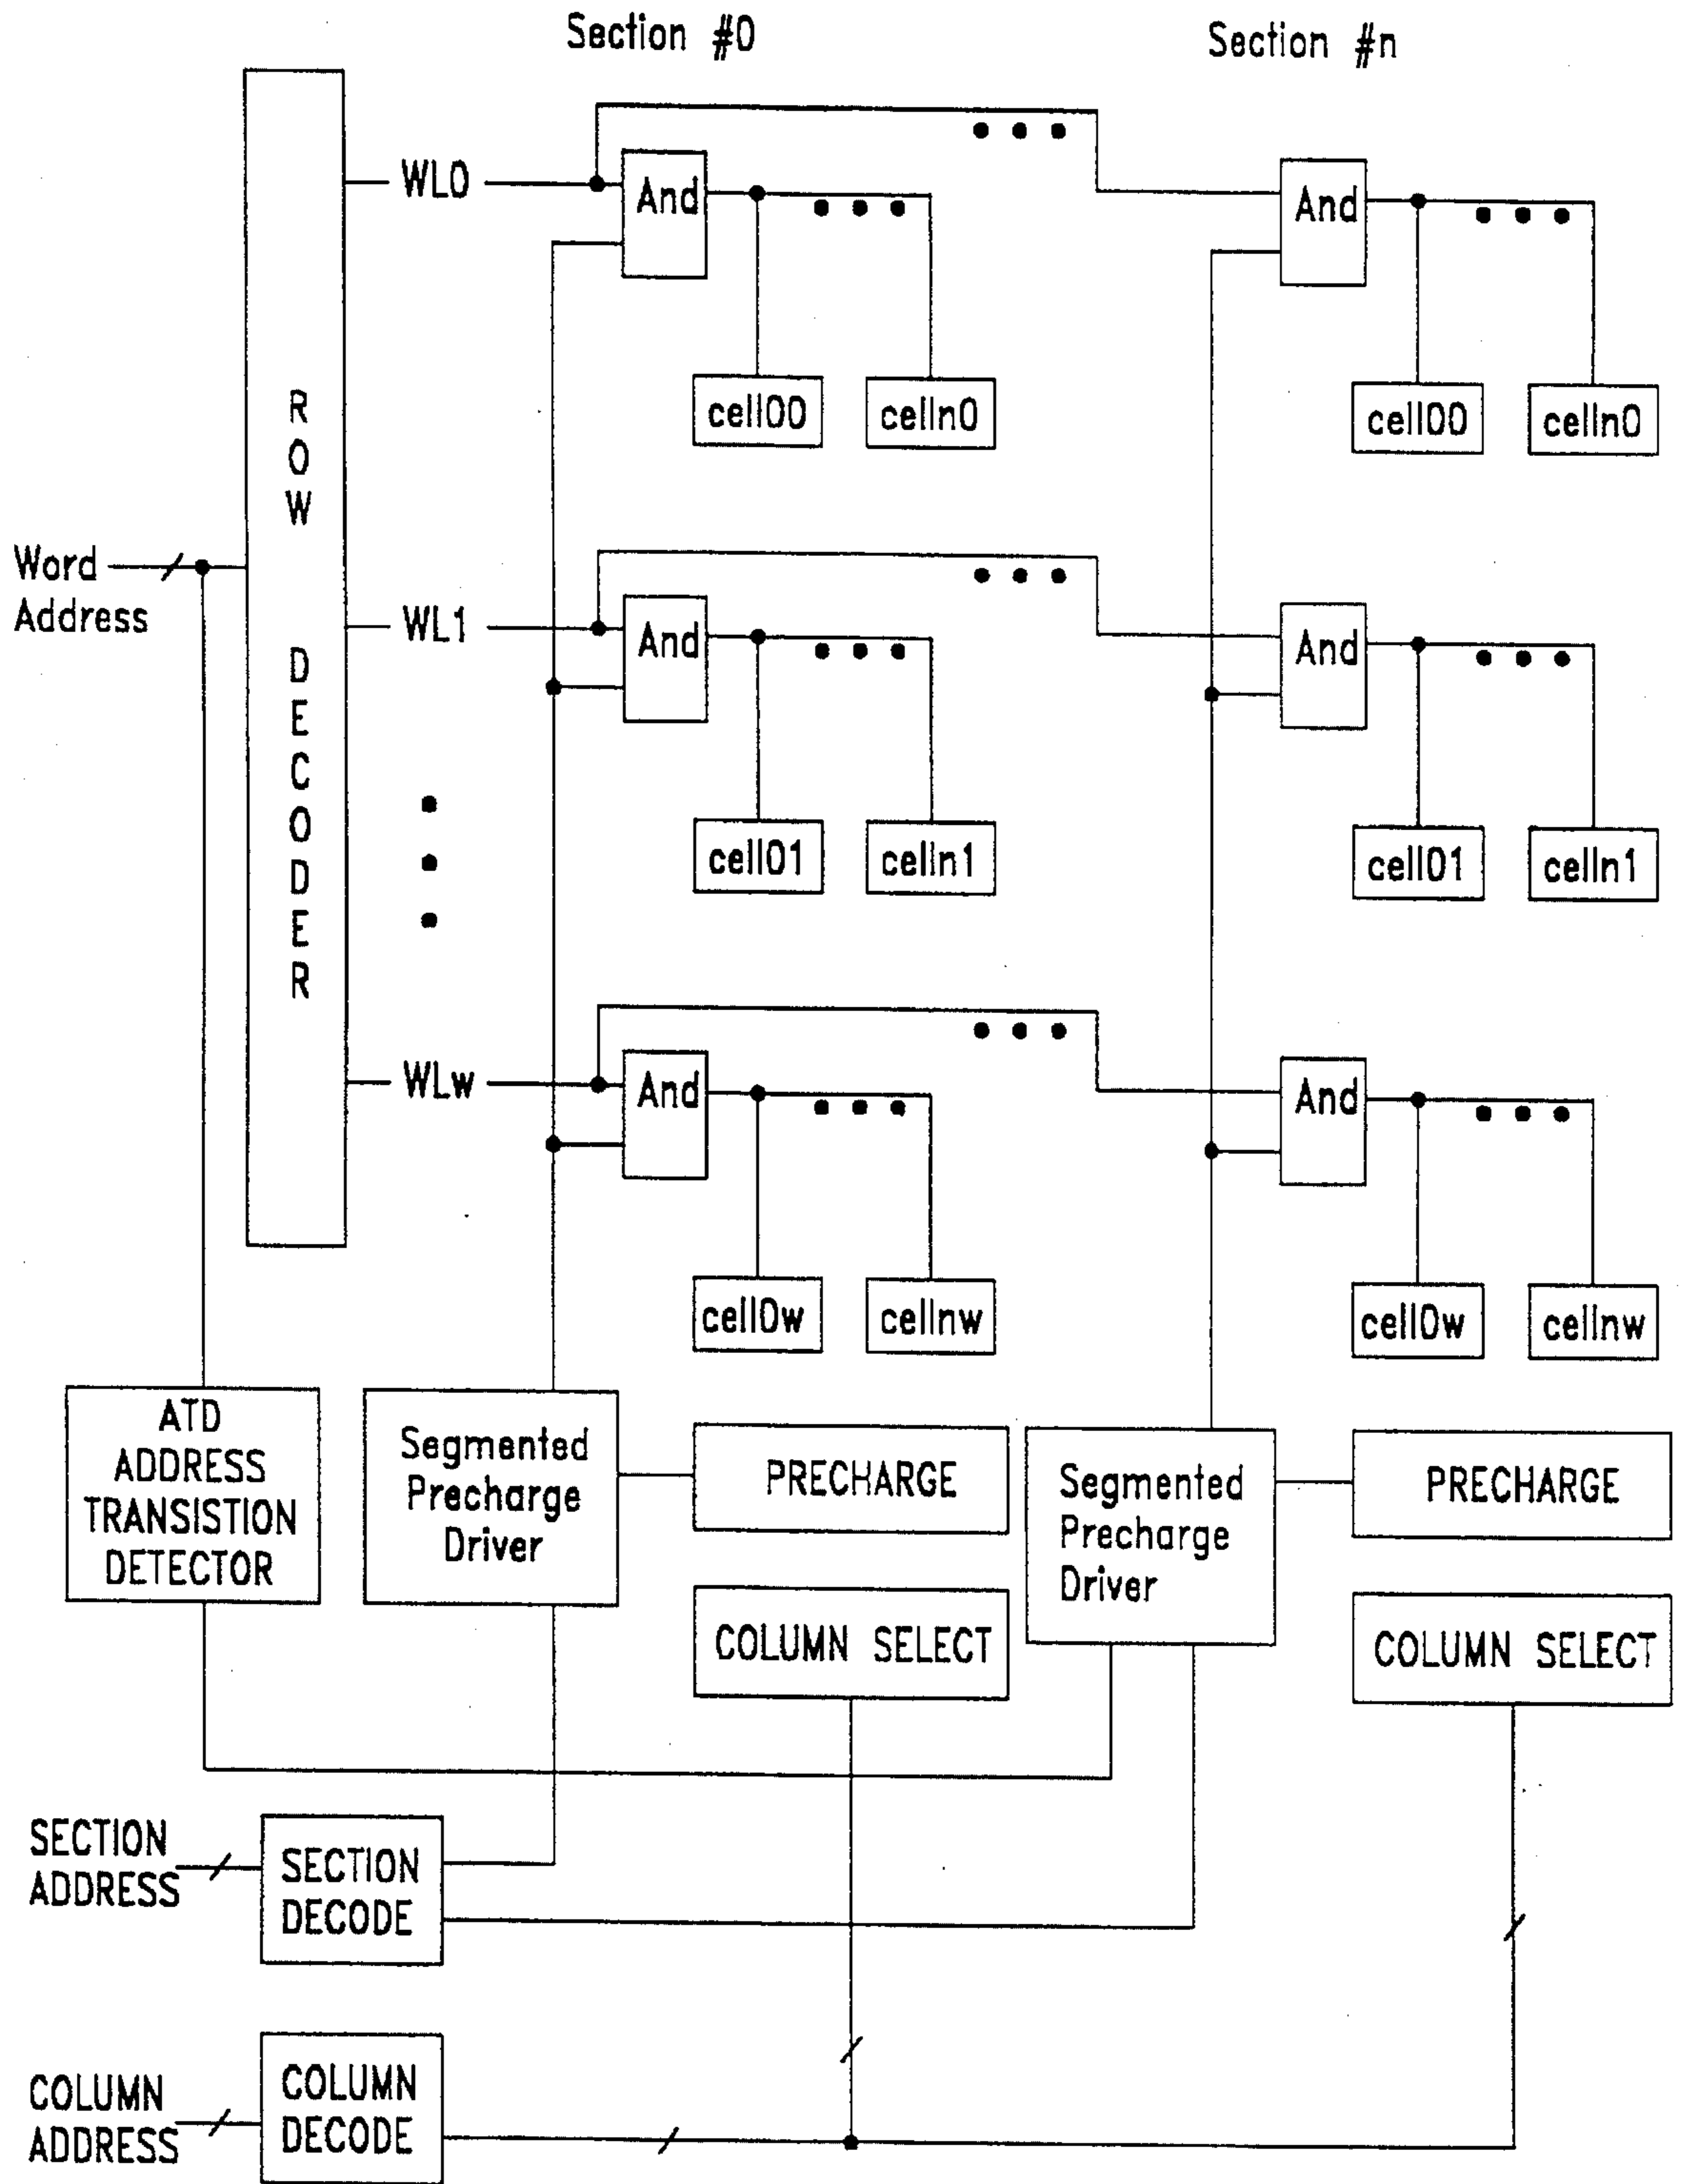 Section #0
Section #n
WL0
And
And
cell00
celln0
cell00
celln0
ROW DECODER
Word
Address
WL1
And
And
cell01
celln1
cell01
celln1
WLw
And
And
cell0w
cellnw
cell0w
cellnw
ATD
ADDRESS
TRANSISTION
DETECTOR
Segmented
Precharge
Driver
PRECHARGE
Segmented
Precharge
Driver
PRECHARGE
COLUMN SELECT
COLUMN SELECT
SECTION
ADDRESS
SECTION
DECODE
COLUMN
ADDRESS
COLUMN
DECODE